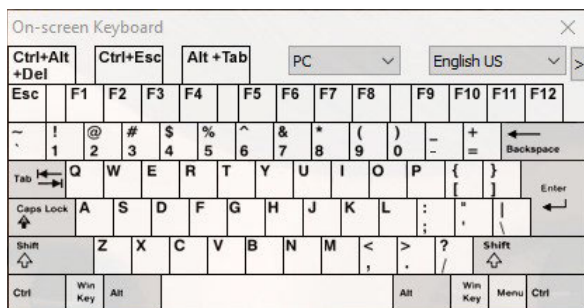 On-screen Keyboard
Ctrl+Alt +Del Ctrl+Esc Alt +Tab PC English US >
Esc F1 F2 F3 F4 F5 F6 F7 F8 F9 F10 F11 F12
~ ! @ # $ % ^ & * ( ) _ +
` 1 2 3 4 5 6 7 8 9 0 - = Backspace
Tab Q W E R T Y U I O P { }
[ ] Enter
Caps Lock A S D F G H J K L : " |
; ' \
Shift Z X C V B N M < > ? Shift
, . /
Ctrl Win Key Alt Alt Win Key Menu Ctrl